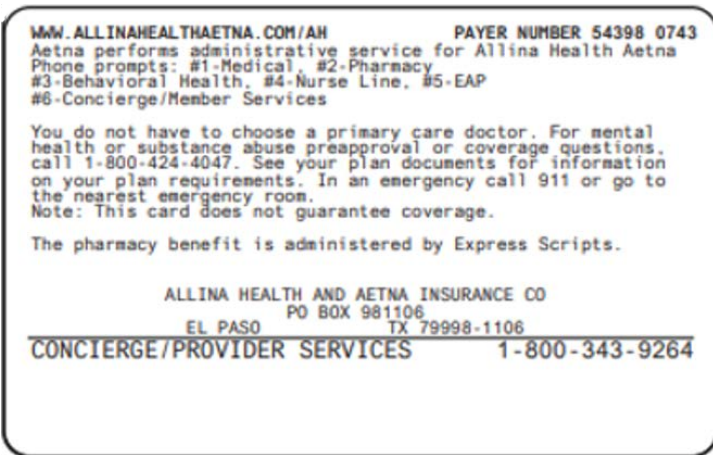 WWW.ALLINAHEALTHAETNA.COM/AH PAYER NUMBER 54398 0743
Aetna performs administrative service for Allina Health Aetna
Phone prompts: #1-Medical, #2-Pharmacy
#3-Behavioral Health, #4-Nurse Line, #5-EAP
#6-Concierge/Member Services
You do not have to choose a primary care doctor. For mental
health or substance abuse preapproval or coverage questions,
call 1-800-424-4047. See your plan documents for information
on your plan requirements. In an emergency call 911 or go to
the nearest emergency room.
Note: This card does not guarantee coverage.
The pharmacy benefit is administered by Express Scripts.
ALLINA HEALTH AND AETNA INSURANCE CO
PO BOX 981106
EL PASO TX 79998-1106
CONCIERGE/PROVIDER SERVICES 1-800-343-9264